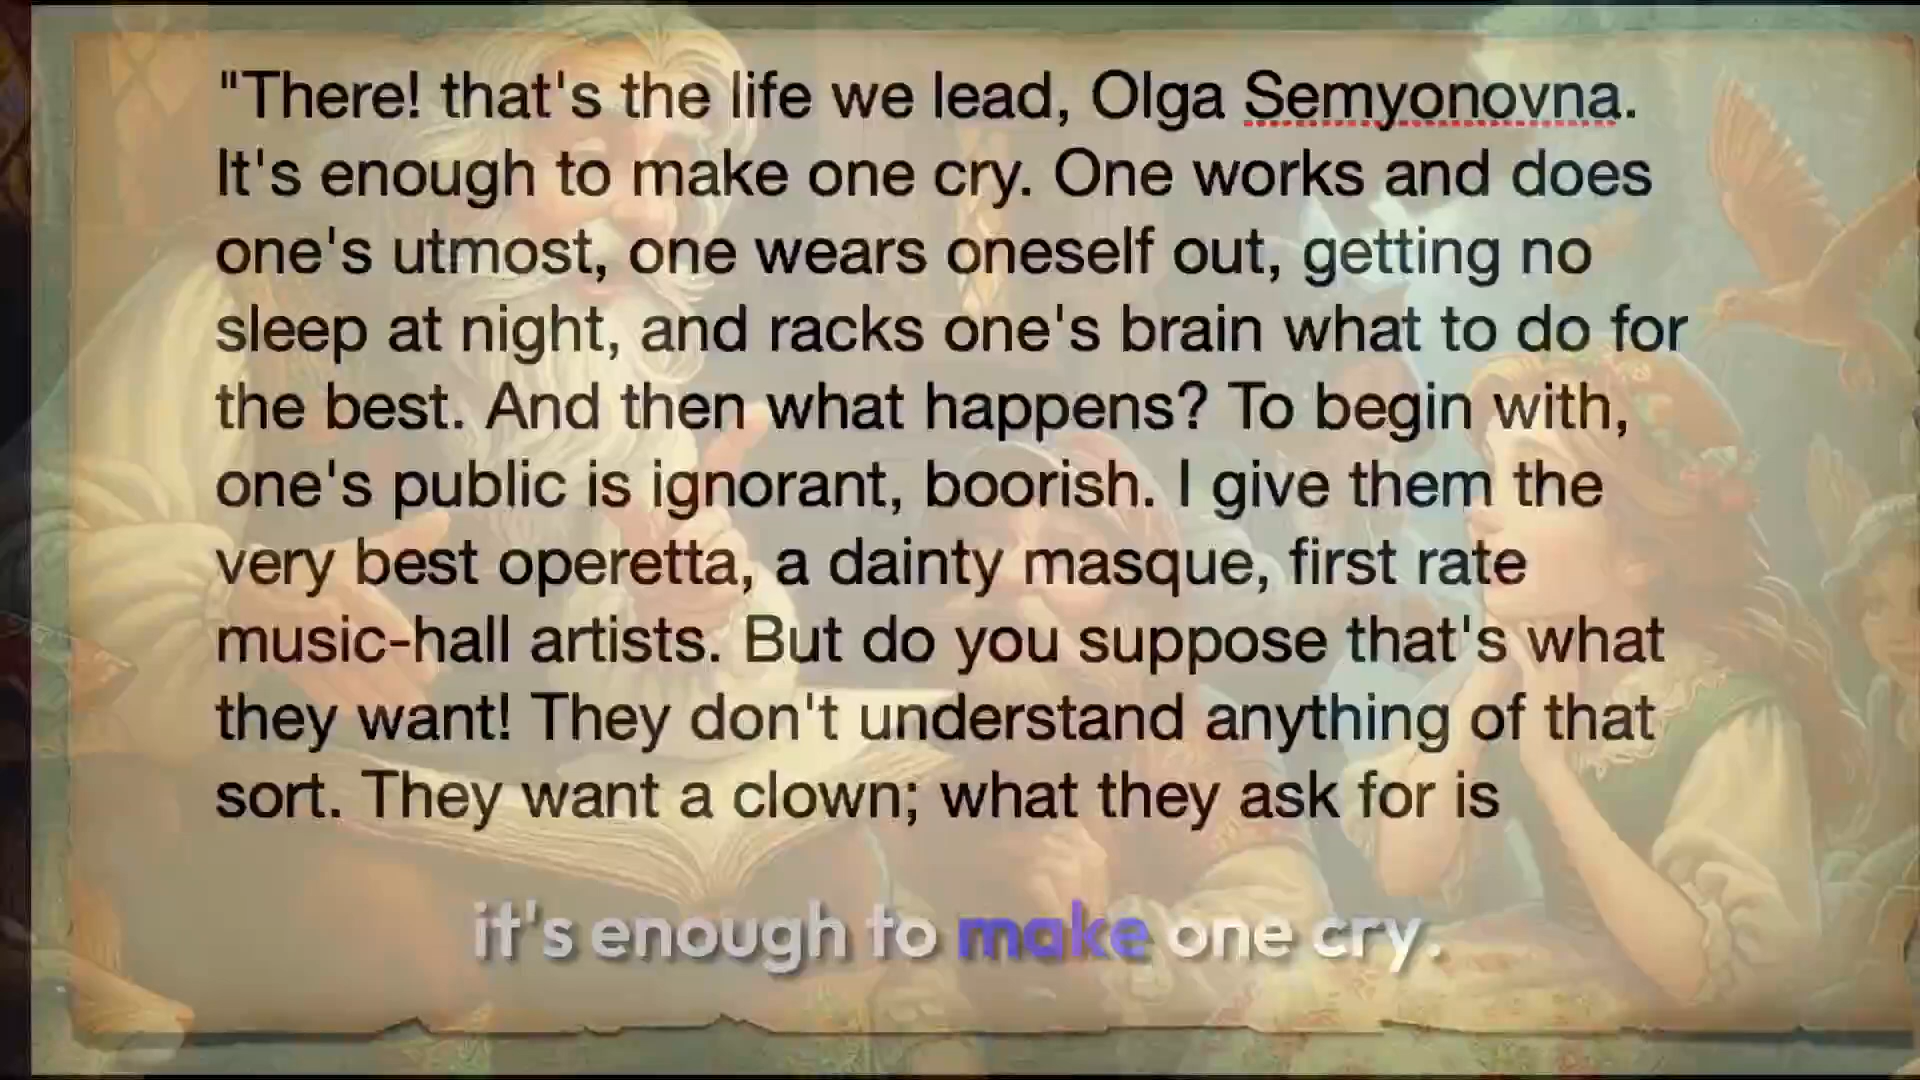 "There! that's the life we lead, Olga Semyonovna.
It's enough to make one cry. One works and does
one's utmost, one wears oneself out, getting no
sleep at night, and racks one's brain what to do for
the best. And then what happens? To begin with,
one's public is ignorant, boorish. I give them the
very best operetta, a dainty masque, first rate
music-hall artists. But do you suppose that's what
they want! They don't understand anything of that
sort. They want a clown; what they ask for is
it's enough to make one cry.